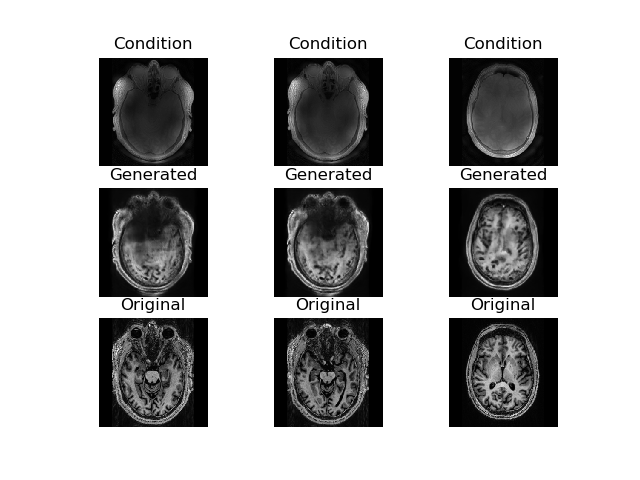 Condition Condition Condition
Generated Generated Generated
Original Original Original